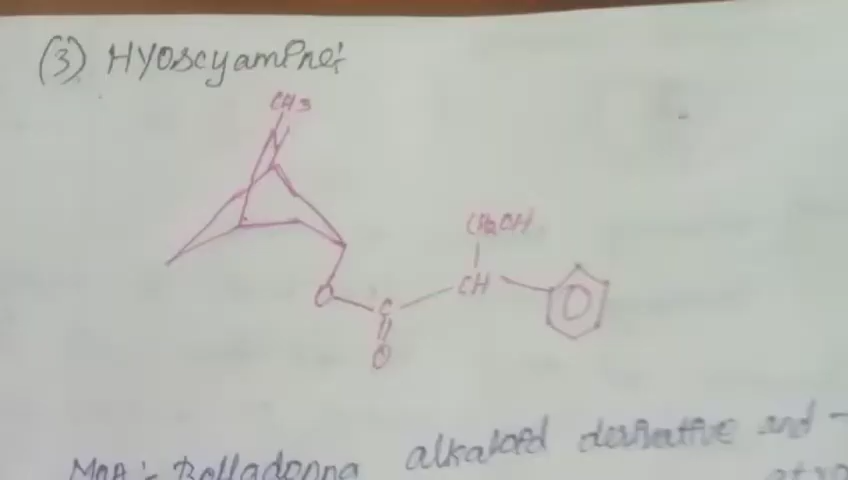 (3) Hyoscyamine:
CH3
CH2OH
O C CH
O
MOA:- Belladonna alkaloid derivative and -